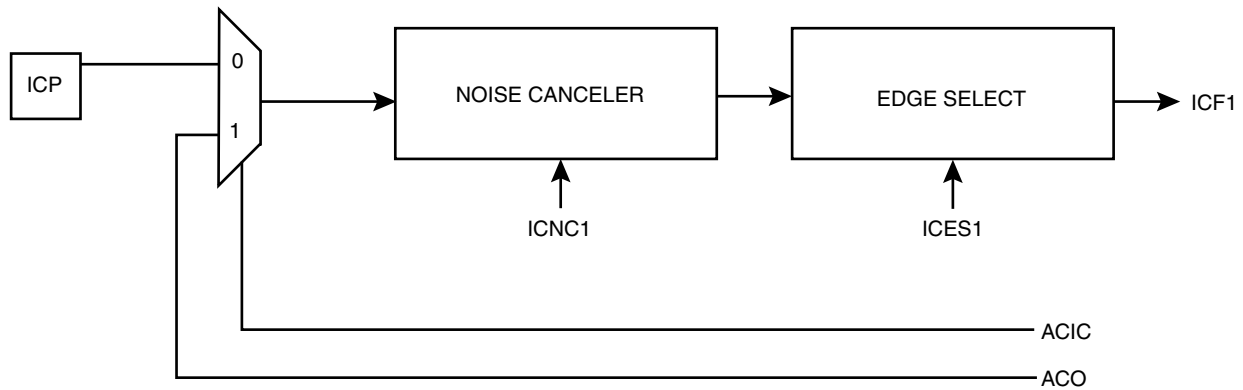 ICP
0
1
NOISE CANCELER
EDGE SELECT
ICF1
ICNC1
ICES1
ACIC
ACO